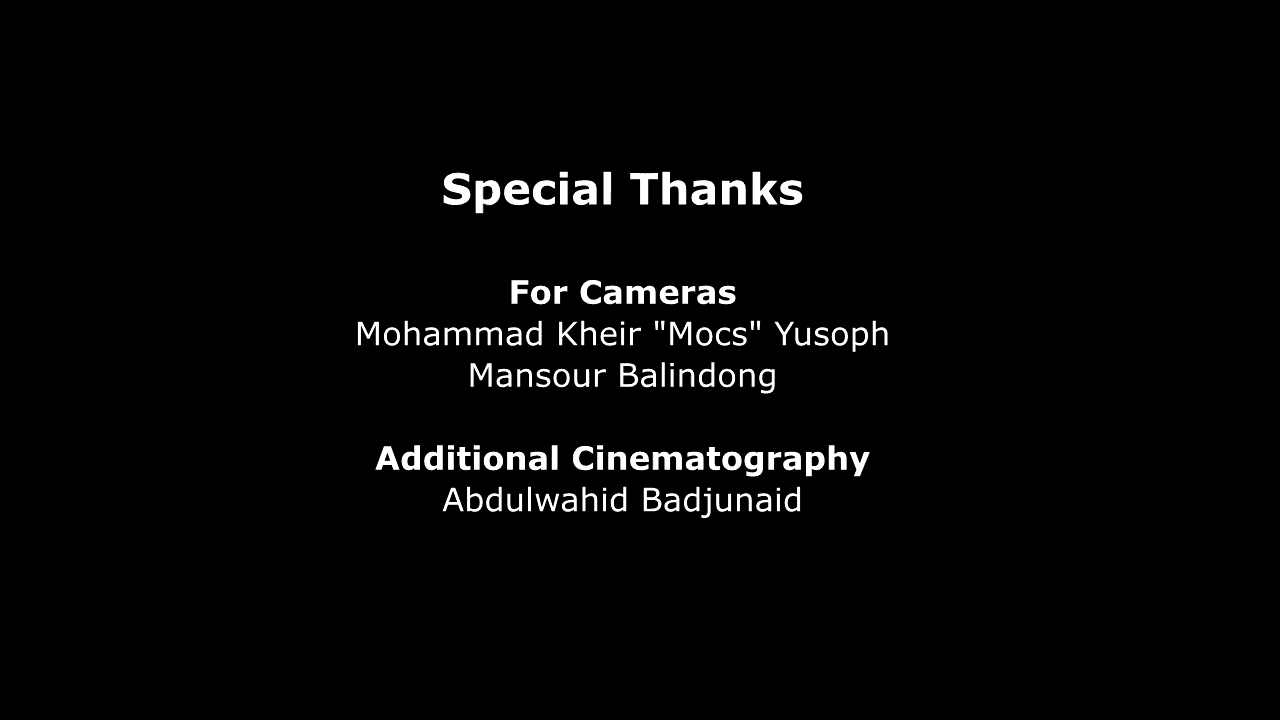 Special Thanks
For Cameras
Mohammad Kheir "Mocs" Yusoph
Mansour Balindong
Additional Cinematography
Abdulwahid Badjunaid